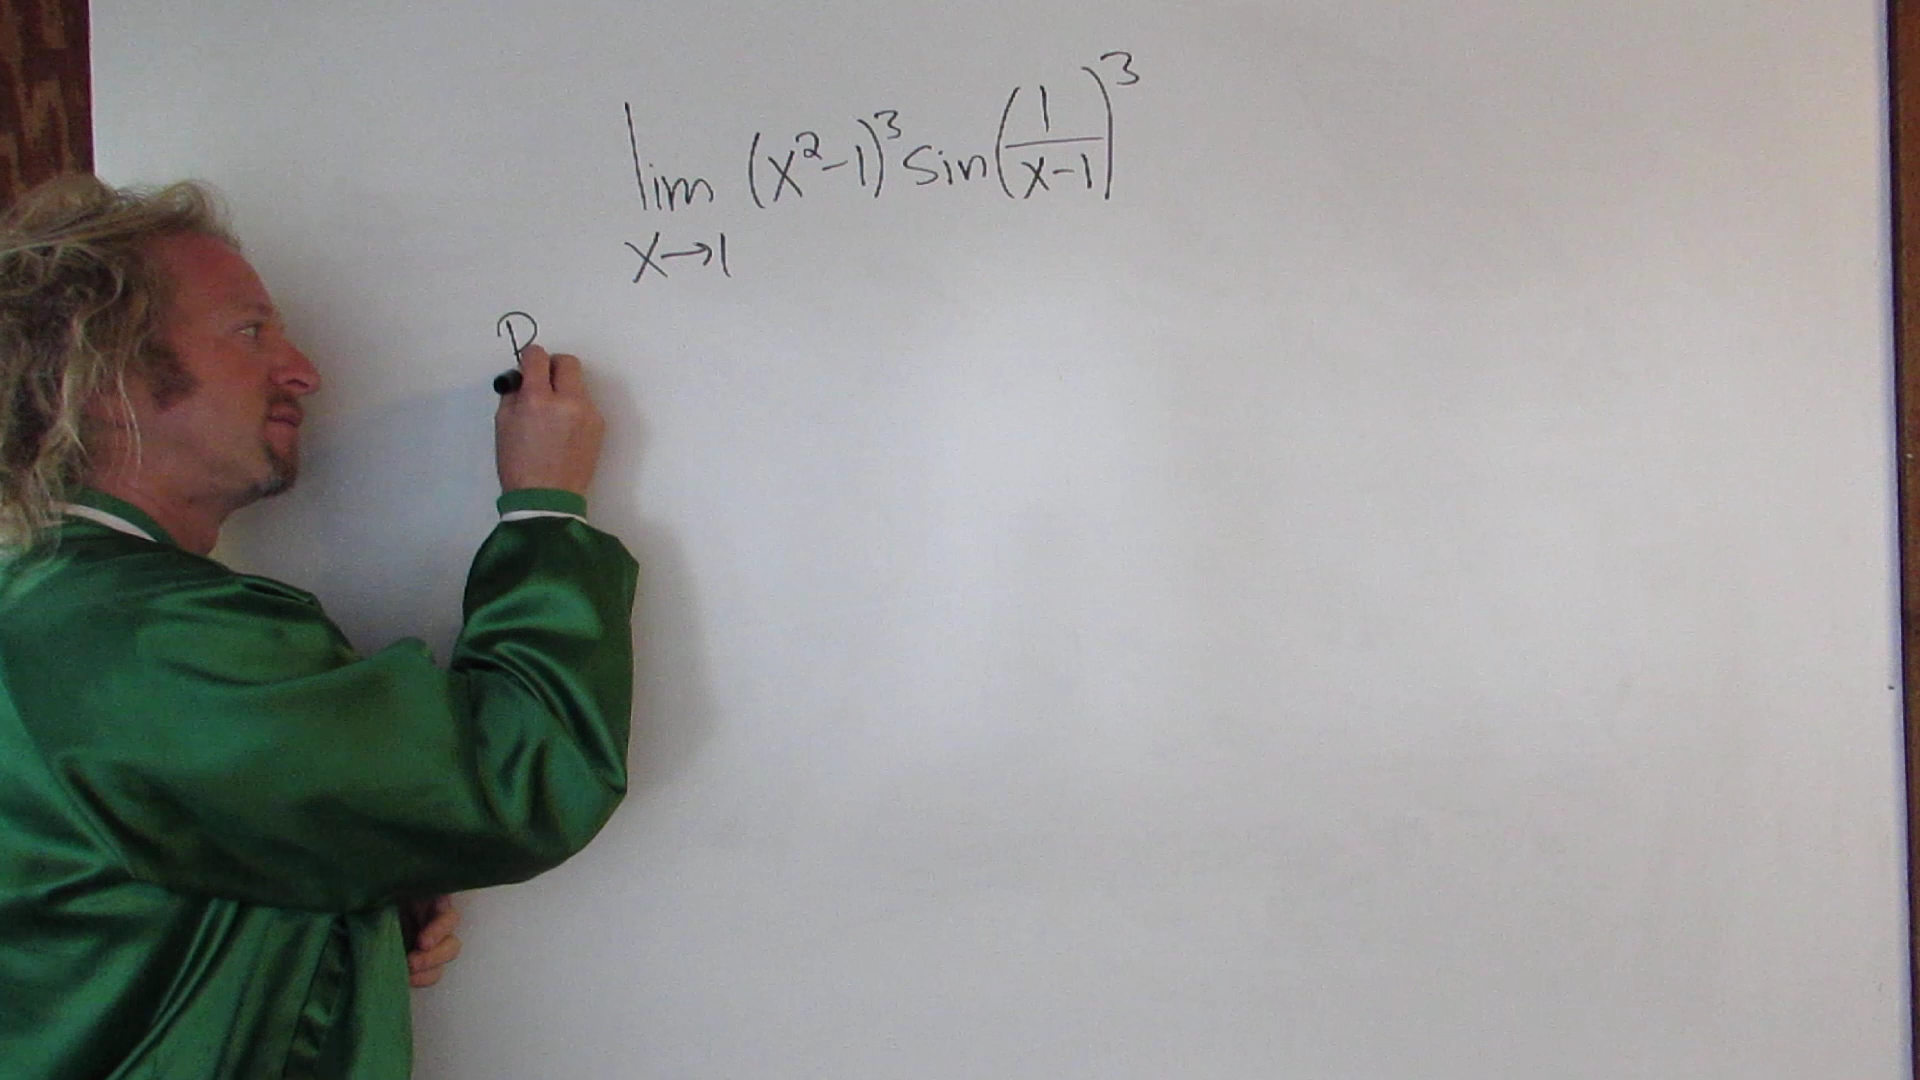 lim (x²-1)³ sin(1/(x-1))³
x→1
P